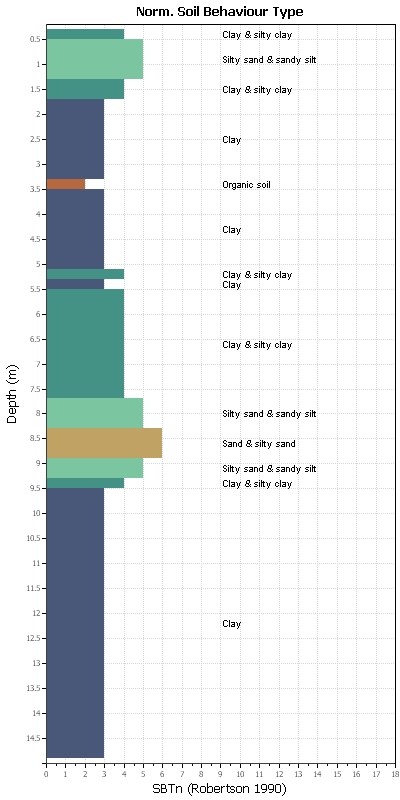 Norm. Soil Behaviour Type
0.5
Clay & silty clay
1
Silty sand & sandy silt
1.5
Clay & silty clay
2
2.5
Clay
3
3.5
Organic soil
4
Clay
4.5
5
Clay & silty clay
5.5
Clay
6
6.5
Clay & silty clay
7
7.5
8
Silty sand & sandy silt
8.5
Sand & silty sand
9
Silty sand & sandy silt
9.5
Clay & silty clay
10
10.5
11
11.5
12
Clay
12.5
13
13.5
14
14.5
Depth (m)
0 1 2 3 4 5 6 7 8 9 10 11 12 13 14 15 16 17 18
SBTn (Robertson 1990)